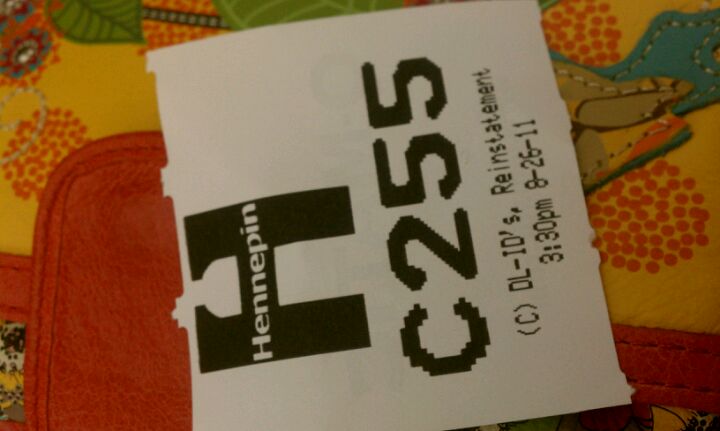 Hennepin
C255
(C) DL-ID's, Reinstatement
3:30pm 8-26-11